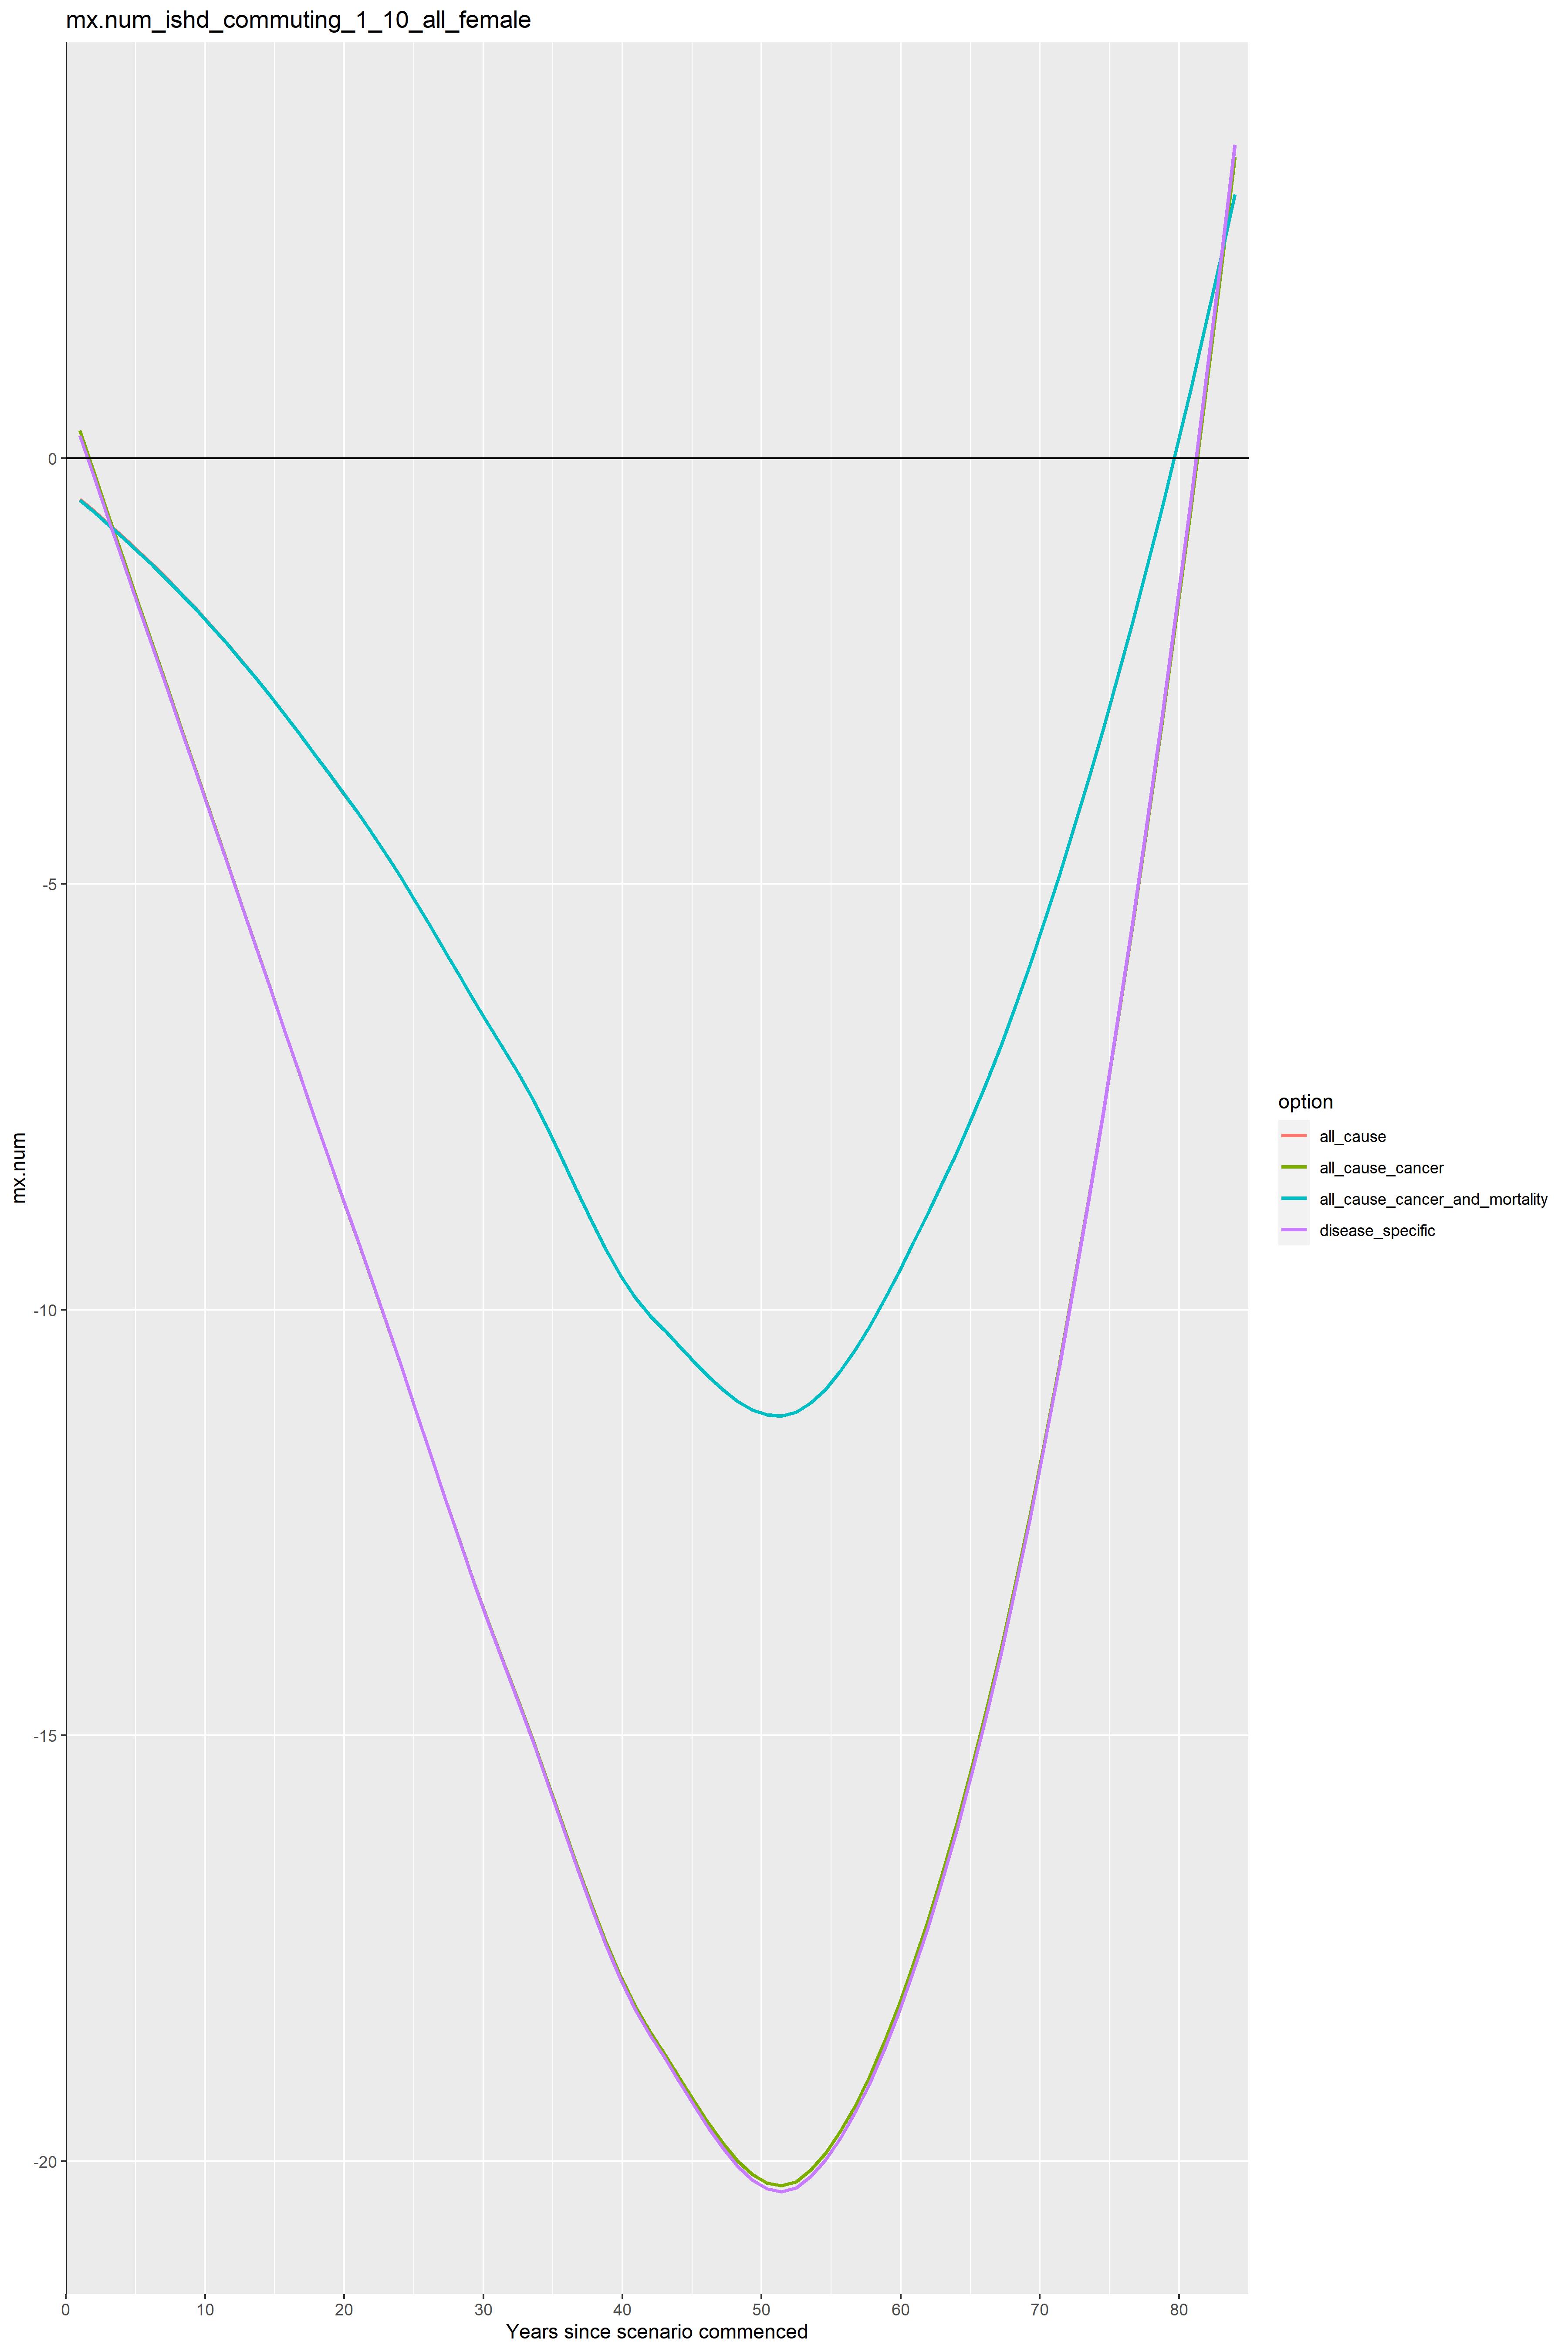 mx.num_ishd_commuting_1_10_all_female
0
-5
-10
-15
-20
mx.num
0 10 20 30 40 50 60 70 80
Years since scenario commenced
option
all_cause
all_cause_cancer
all_cause_cancer_and_mortality
disease_specific